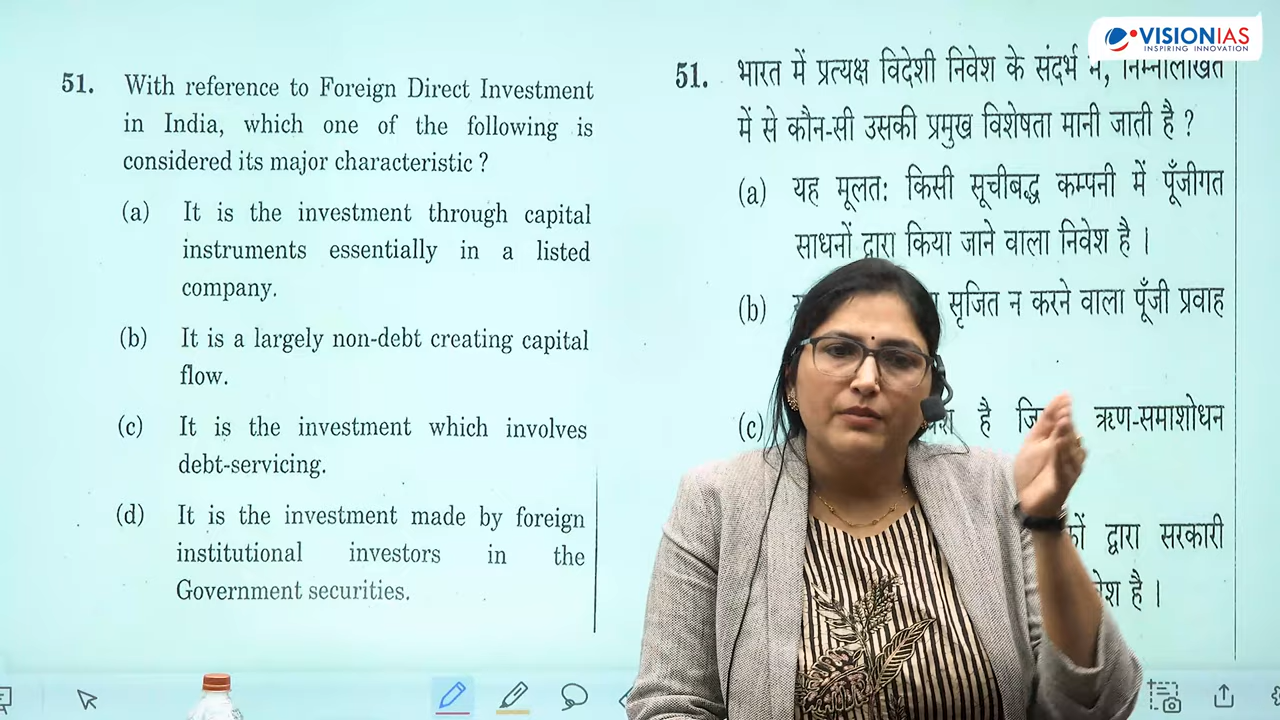 VISIONIAS
INSPIRING INNOVATION
51. With reference to Foreign Direct Investment
in India, which one of the following is
considered its major characteristic ?
(a) It is the investment through capital
instruments essentially in a listed
company.
(b) It is a largely non-debt creating capital
flow.
(c) It is the investment which involves
debt-servicing.
(d) It is the investment made by foreign
institutional investors in the
Government securities.
51. भारत में प्रत्यक्ष विदेशी निवेश के संदर्भ में, निम्नलिखित
में से कौन-सी उसकी प्रमुख विशेषता मानी जाती है ?
(a) यह मूलतः किसी सूचीबद्ध कम्पनी में पूँजीगत
साधनों द्वारा किया जाने वाला निवेश है ।
(b) सृजित न करने वाला पूँजी प्रवाह
(c) है ऋण-समाशोधन
द्वारा सरकारी
है ।